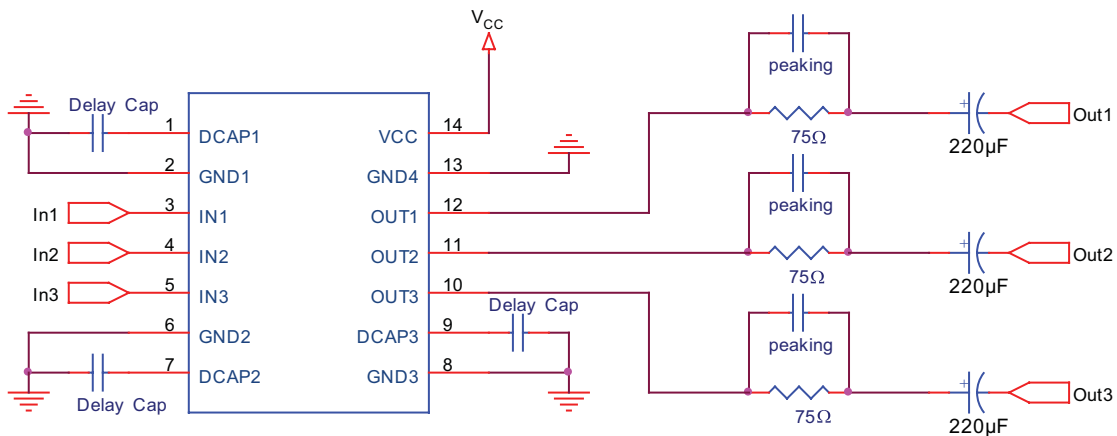 V_CC
peaking
75Ω
220µF
Out1
peaking
75Ω
220µF
Out2
peaking
75Ω
220µF
Out3
Delay Cap
1
2
3
4
5
6
7
In1
In2
In3
Delay Cap
DCAP1
GND1
IN1
IN2
IN3
GND2
DCAP2
VCC
GND4
OUT1
OUT2
OUT3
DCAP3
GND3
14
13
12
11
10
9
8
Delay Cap
+
+
+